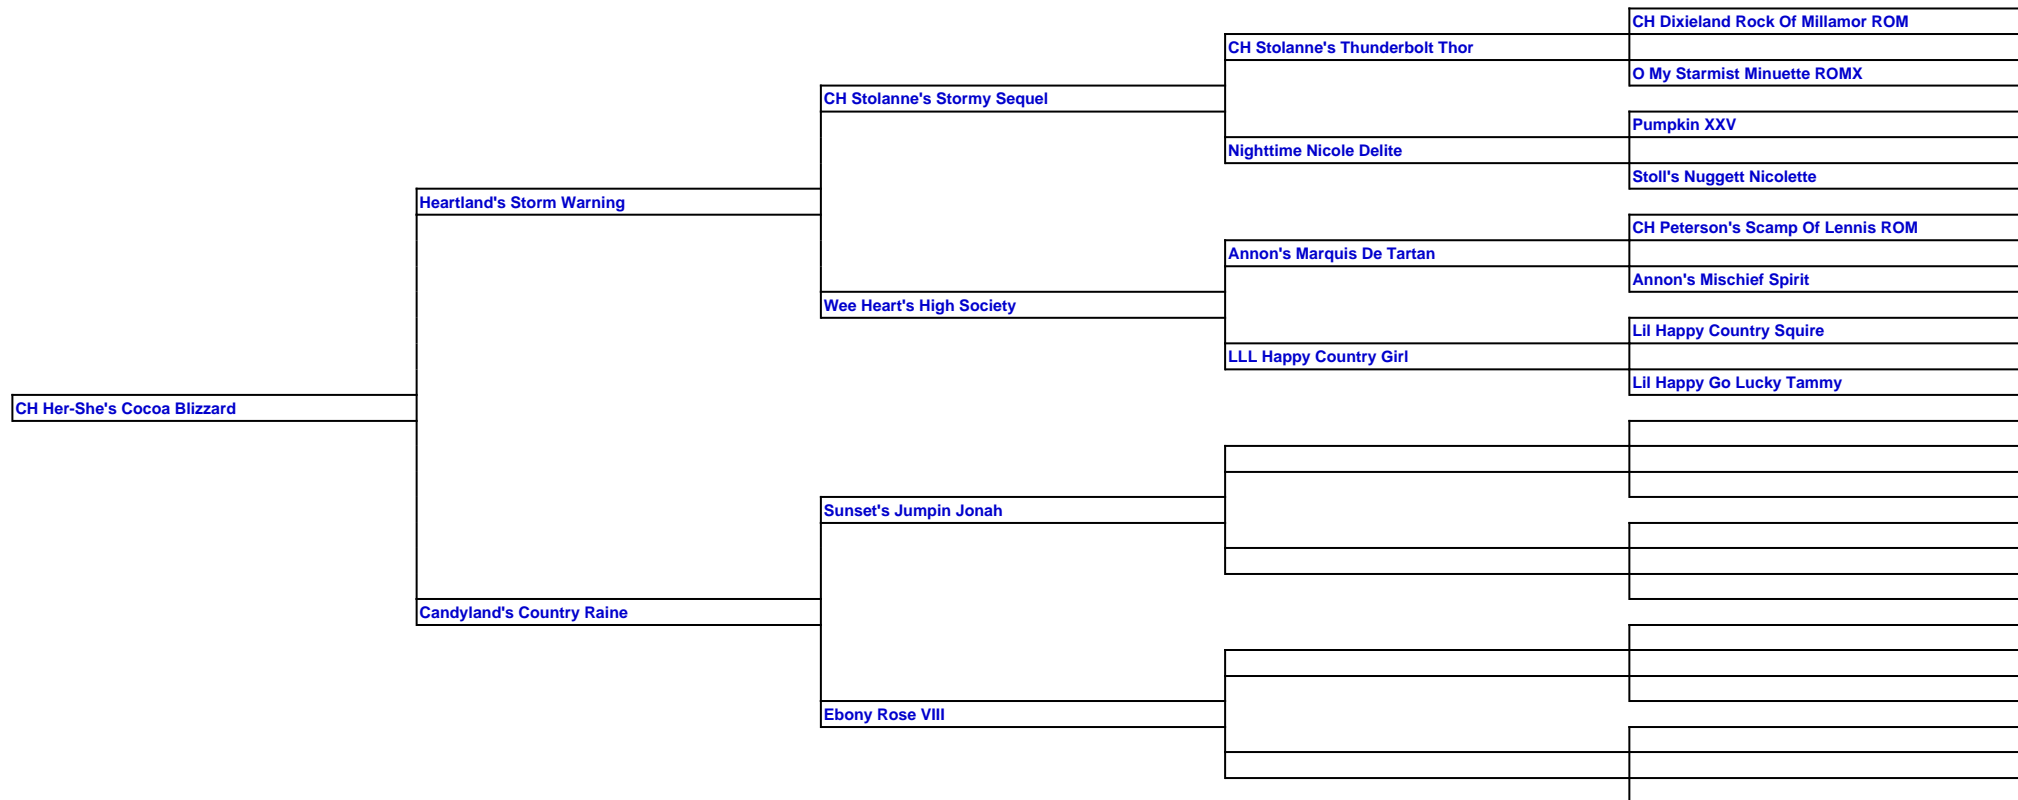 CH Dixieland Rock Of Millamor ROM
CH Stolanne's Thunderbolt Thor
O My Starmist Minuette ROMX
CH Stolanne's Stormy Sequel
Pumpkin XXV
Nighttime Nicole Delite
Stoll's Nuggett Nicolette
Heartland's Storm Warning
CH Peterson's Scamp Of Lennis ROM
Annon's Marquis De Tartan
Annon's Mischief Spirit
Wee Heart's High Society
Lil Happy Country Squire
LLL Happy Country Girl
Lil Happy Go Lucky Tammy
CH Her-She's Cocoa Blizzard
Sunset's Jumpin Jonah
Candyland's Country Raine
Ebony Rose VIII